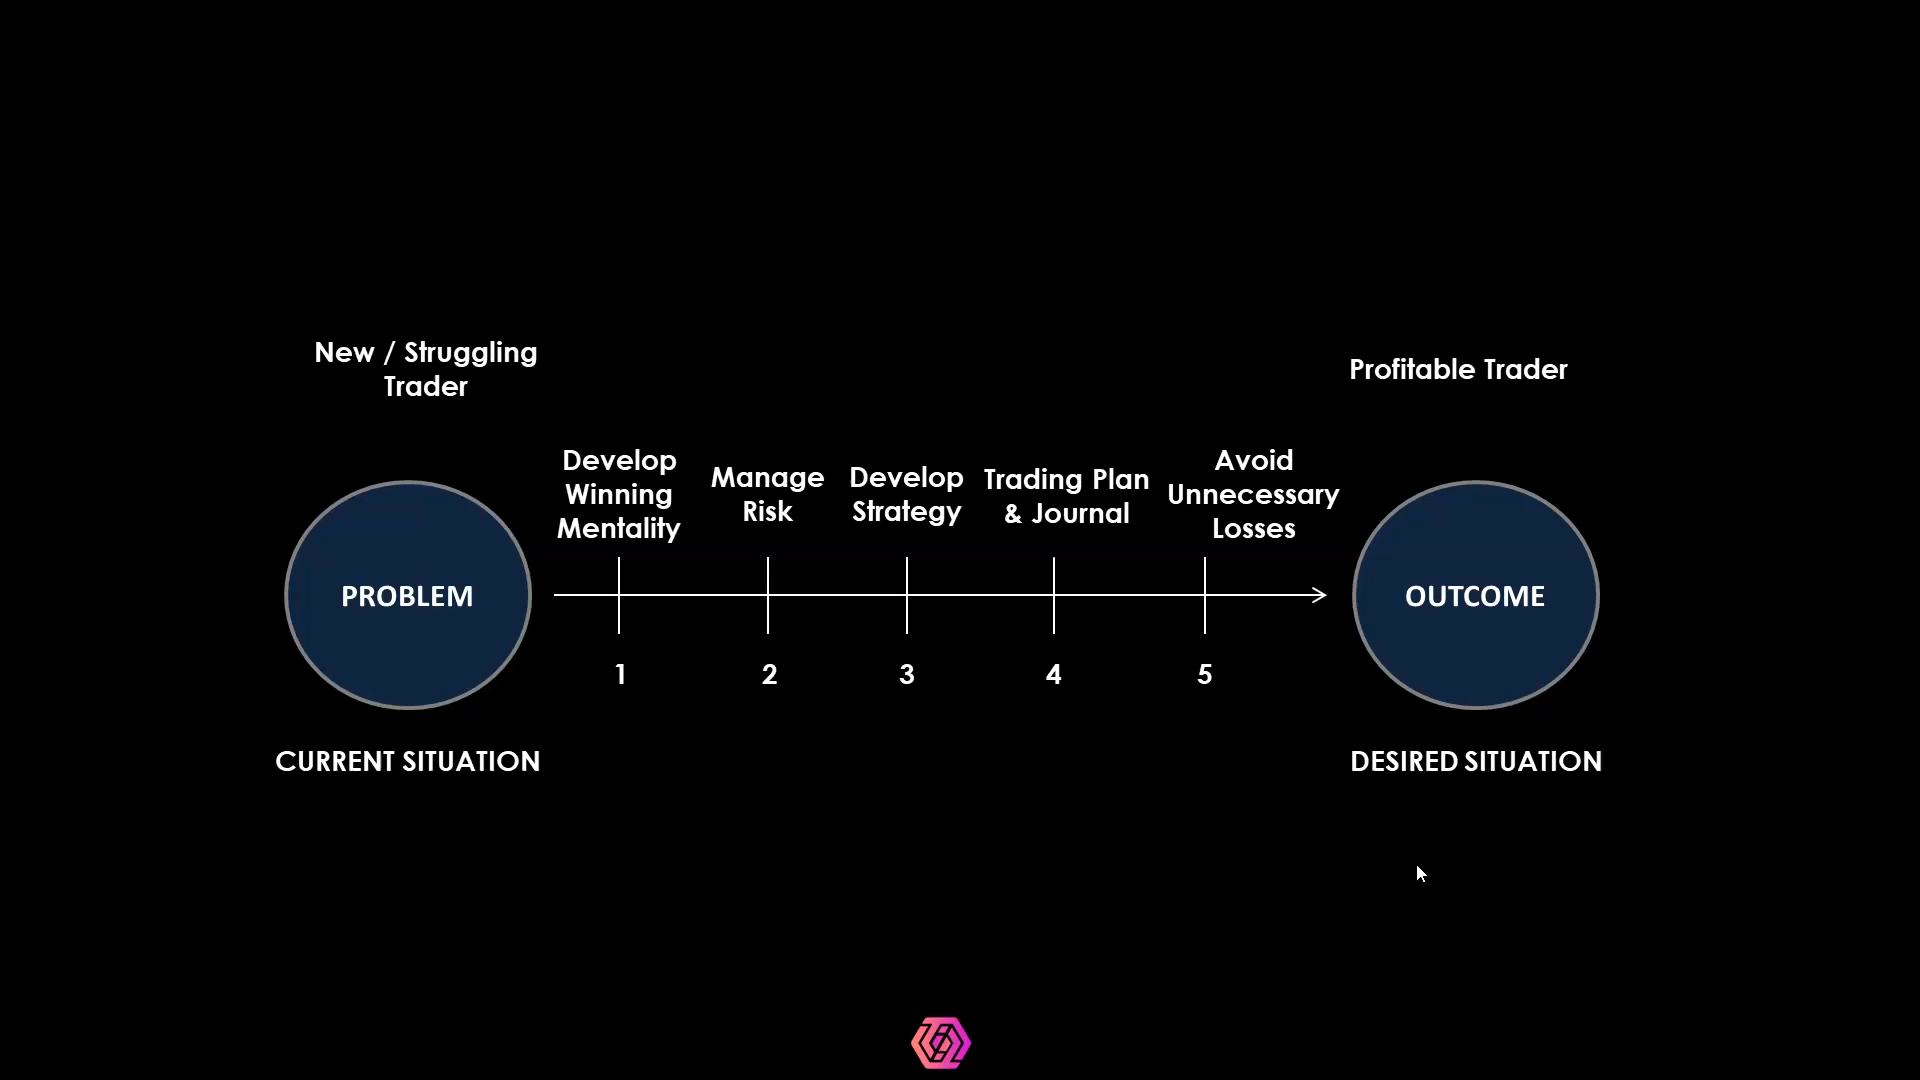 New / Struggling
Trader
Profitable Trader
Develop
Winning
Mentality
Manage
Risk
Develop
Strategy
Trading Plan
& Journal
Avoid
Unnecessary
Losses
PROBLEM
OUTCOME
1
2
3
4
5
CURRENT SITUATION
DESIRED SITUATION